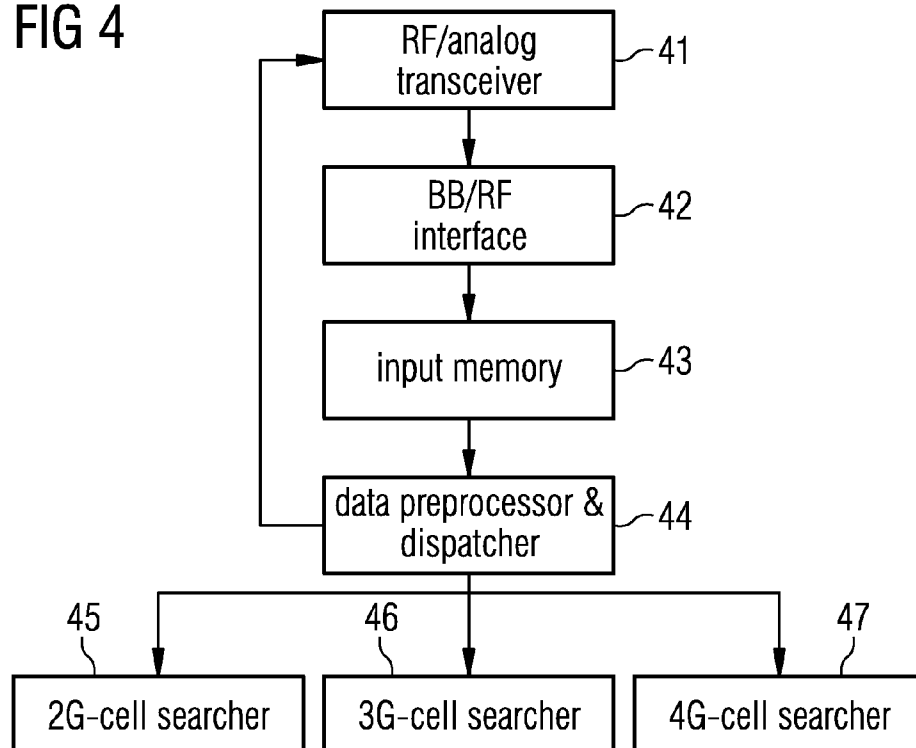 FIG 4
RF/analog
transceiver
41
BB/RF
interface
42
input memory
43
data preprocessor &
dispatcher
44
45
46
47
2G-cell searcher
3G-cell searcher
4G-cell searcher